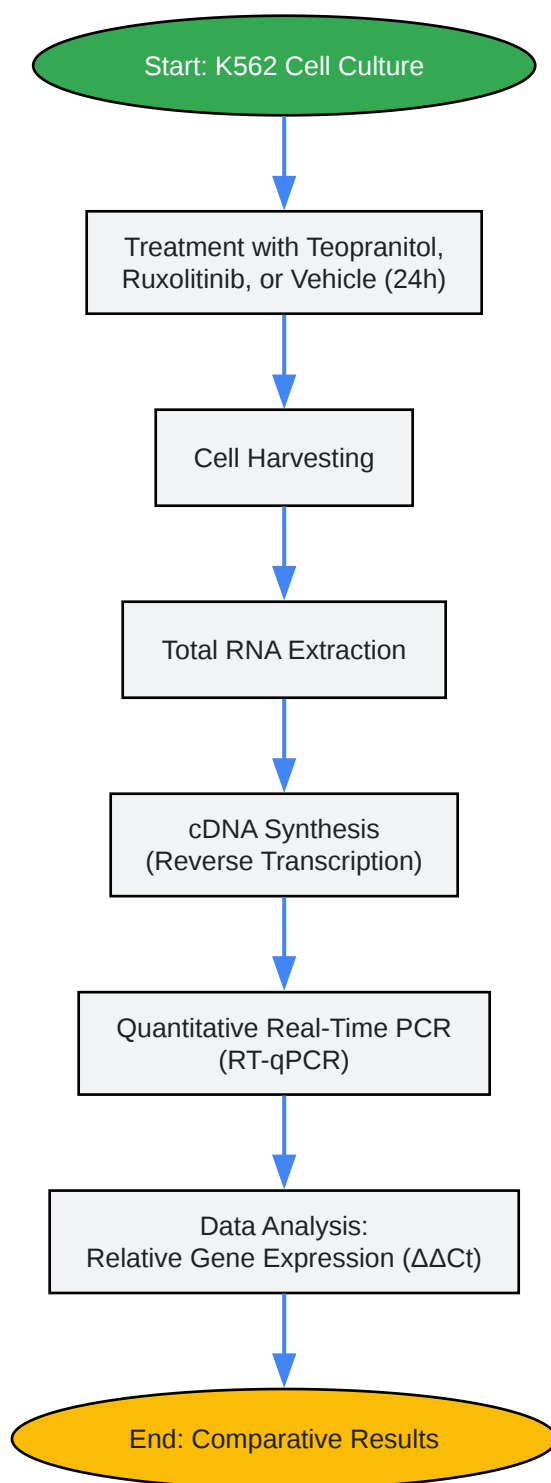 Start: K562 Cell Culture
Treatment with Teopranitol,
Ruxolitinib, or Vehicle (24h)
Cell Harvesting
Total RNA Extraction
cDNA Synthesis
(Reverse Transcription)
Quantitative Real-Time PCR
(RT-qPCR)
Data Analysis:
Relative Gene Expression (ΔΔCt)
End: Comparative Results